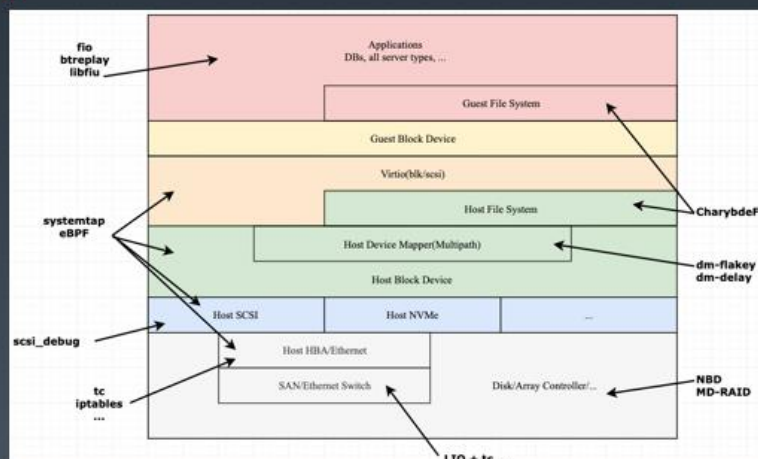 fio
btreplay
libfiu
Applications
DBs, all server types, ...
Guest File System
Guest Block Device
Virtio(blk/scsi)
Host File System
systemtap
eBPF
Host Device Mapper(Multipath)
dm-flakey
dm-delay
Host Block Device
Host SCSI
Host NVMe
...
scsi_debug
Host HBA/Ethernet
SAN/Ethernet Switch
Disk/Array Controller/...
tc
iptables
...
NBD
MD-RAID